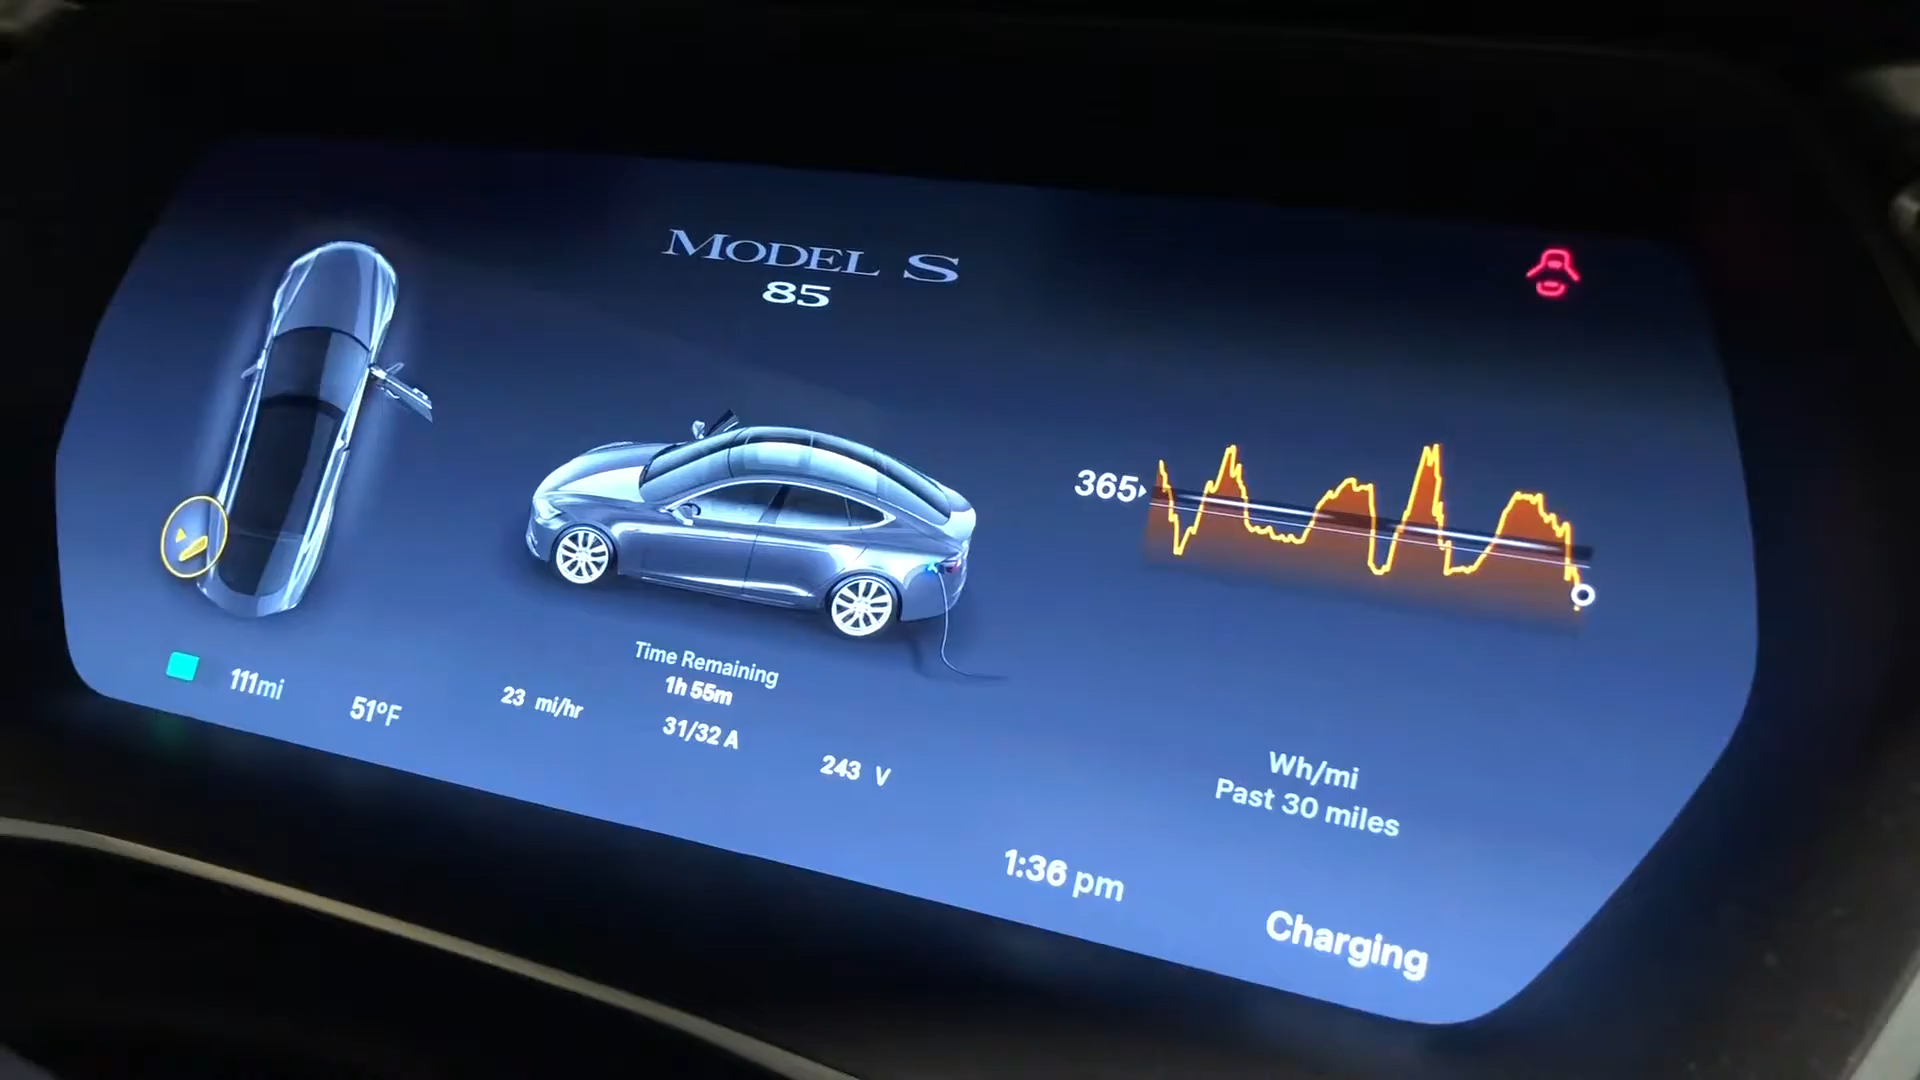 MODEL S
85
365
111mi
51°F
23 mi/hr
Time Remaining
1h 55m
31/32 A
243 V
Wh/mi
Past 30 miles
1:36 pm
Charging